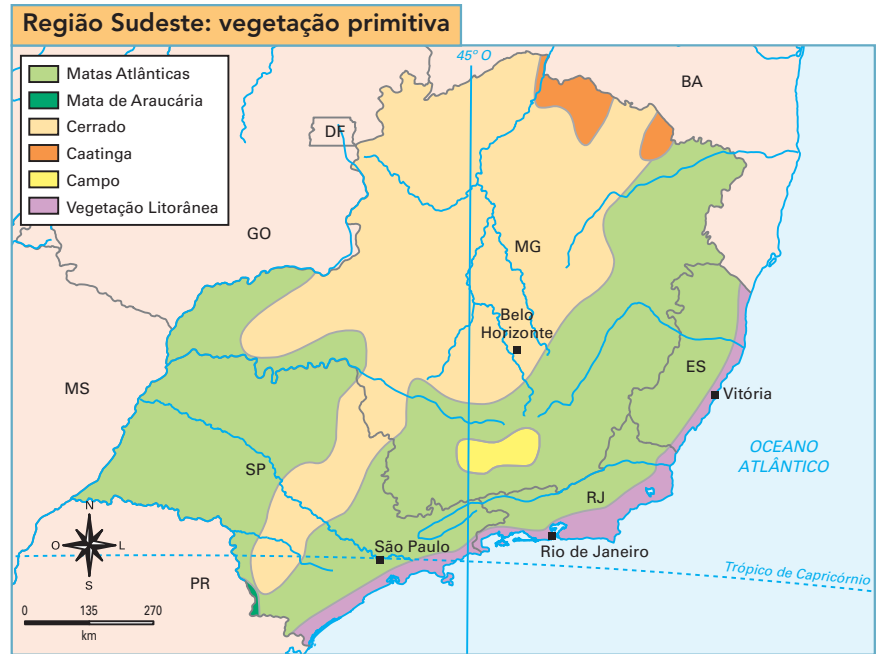 Região Sudeste: vegetação primitiva
45° O
Matas Atlânticas
Mata de Araucária
Cerrado
Caatinga
Campo
Vegetação Litorânea
BA
DF
GO
MG
Belo
Horizonte
MS
ES
Vitória
OCEANO
ATLÂNTICO
SP
RJ
N
O
L
S
São Paulo
Rio de Janeiro
Trópico de Capricórnio
PR
0 135 270
km